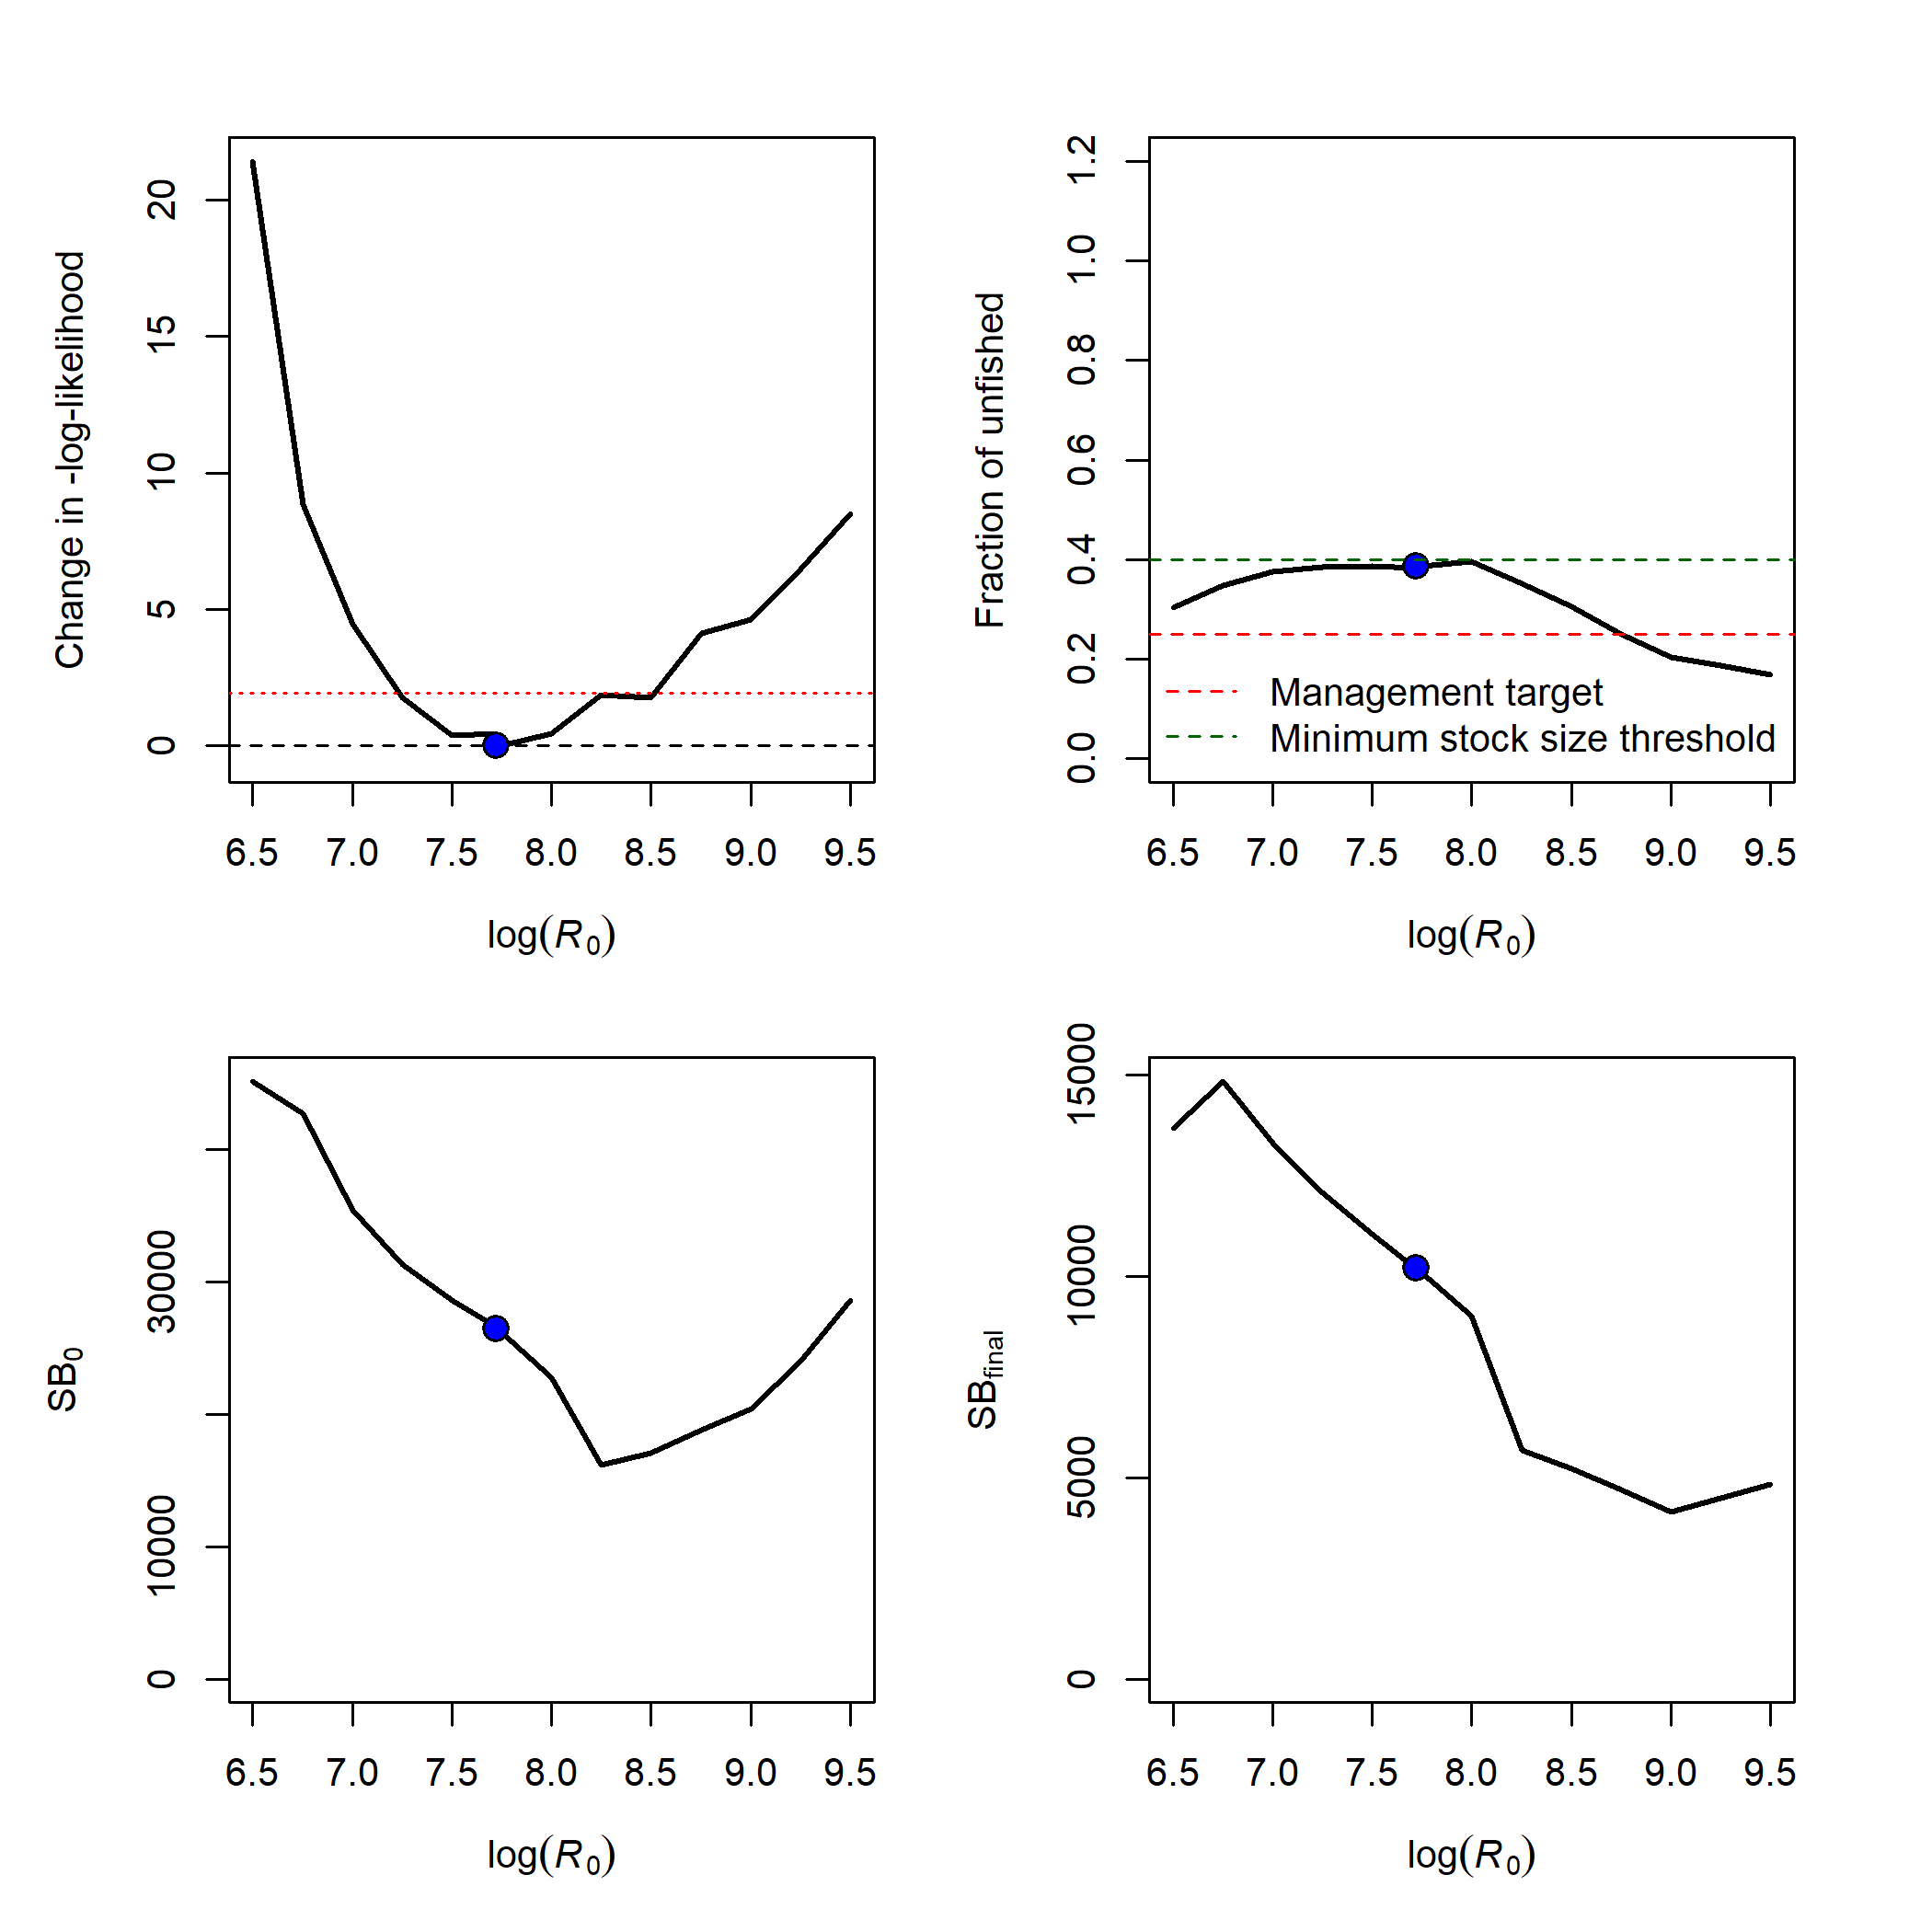 Change in -log-likelihood
20
15
10
5
0
6.5 7.0 7.5 8.0 8.5 9.0 9.5
log(R0)
Fraction of unfished
1.2
1.0
0.8
0.6
0.4
0.2
0.0
Management target
Minimum stock size threshold
6.5 7.0 7.5 8.0 8.5 9.0 9.5
log(R0)
SB0
30000
10000
0
6.5 7.0 7.5 8.0 8.5 9.0 9.5
log(R0)
SBfinal
15000
10000
5000
0
6.5 7.0 7.5 8.0 8.5 9.0 9.5
log(R0)